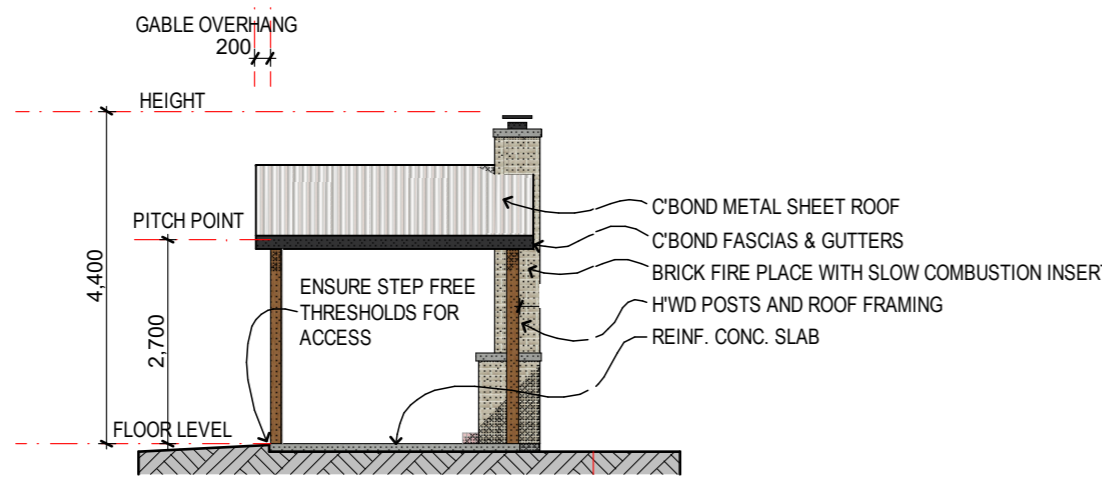 GABLE OVERHANG
200
HEIGHT
C'BOND METAL SHEET ROOF
PITCH POINT
C'BOND FASCIAS & GUTTERS
BRICK FIRE PLACE WITH SLOW COMBUSTION INSERT
ENSURE STEP FREE
THRESHOLDS FOR
ACCESS
H'WD POSTS AND ROOF FRAMING
REINF. CONC. SLAB
4,400
2,700
FLOOR LEVEL